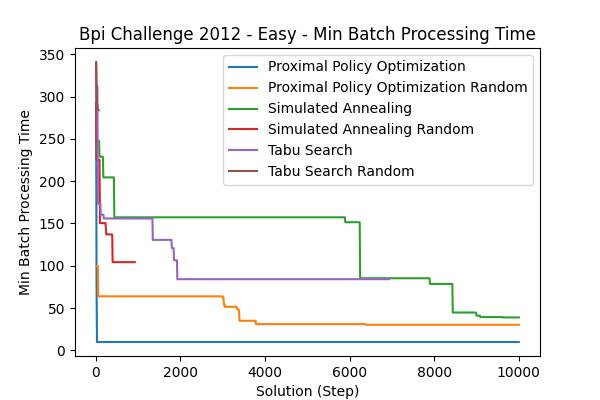 Bpi Challenge 2012 - Easy - Min Batch Processing Time
Min Batch Processing Time
350
300
250
200
150
100
50
0
Proximal Policy Optimization
Proximal Policy Optimization Random
Simulated Annealing
Simulated Annealing Random
Tabu Search
Tabu Search Random
0 2000 4000 6000 8000 10000
Solution (Step)